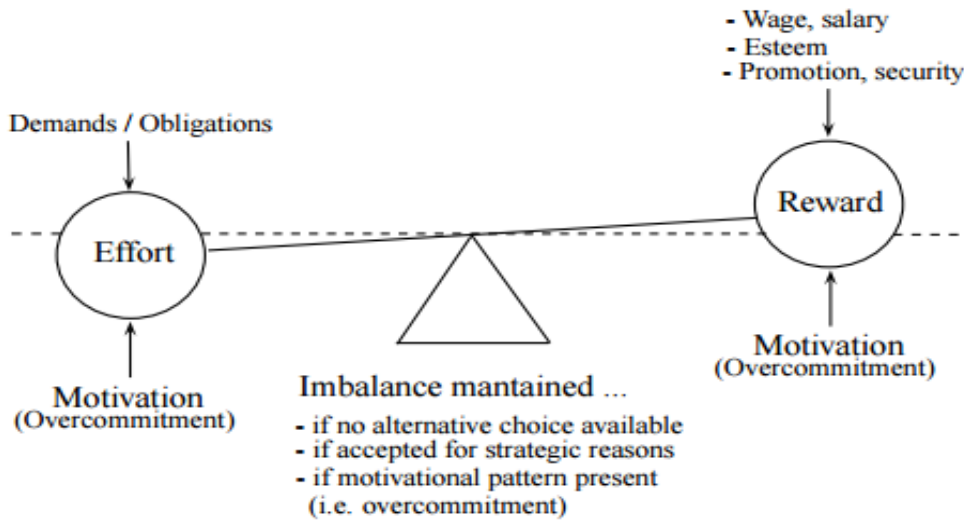 - Wage, salary
- Esteem
- Promotion, security
Demands / Obligations
Reward
Effort
Motivation
(Overcommitment)
Motivation
(Overcommitment)
Imbalance mantained ...
- if no alternative choice available
- if accepted for strategic reasons
- if motivational pattern present
(i.e. overcommitment)